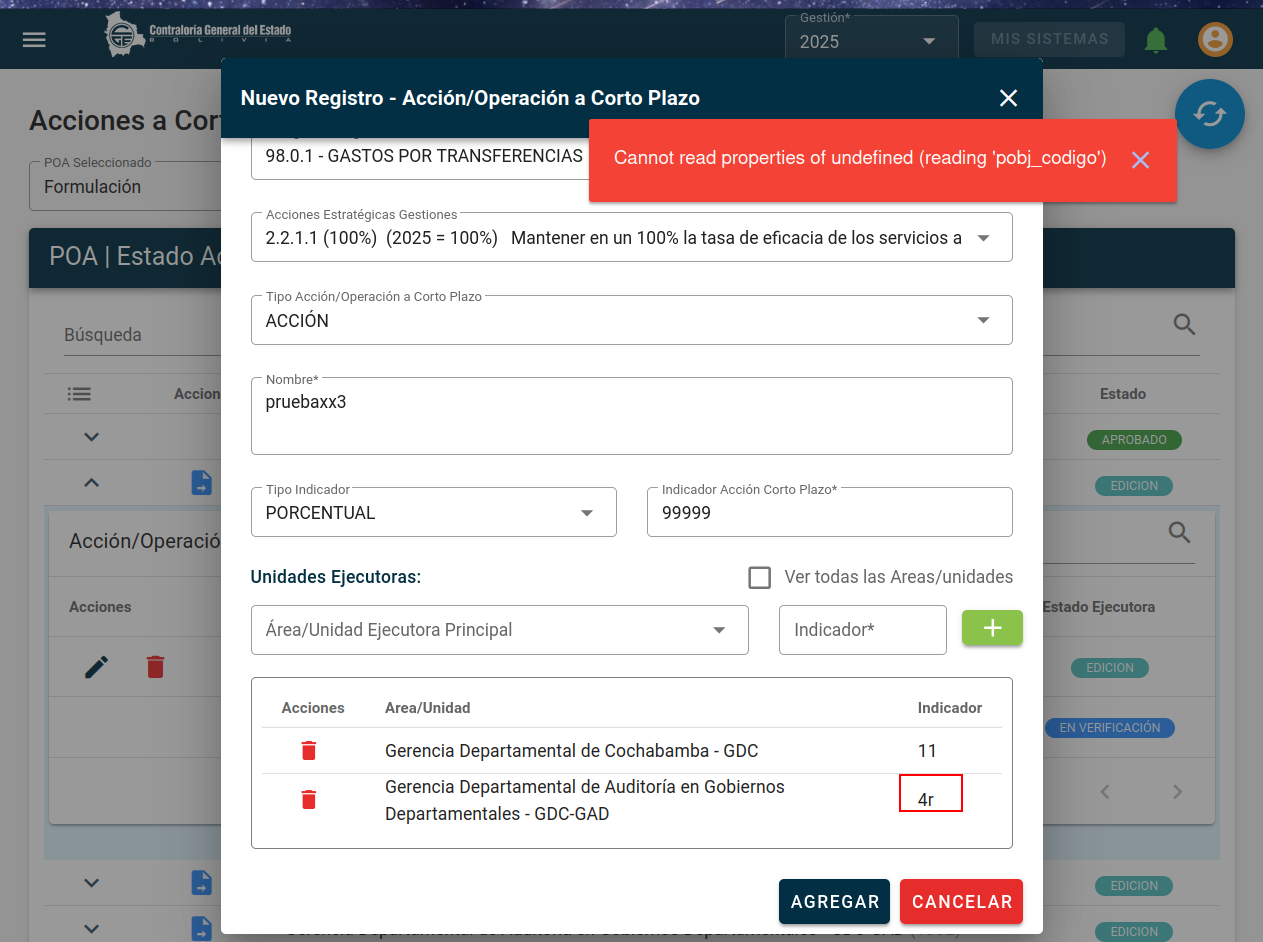 Contraloría General del Estado
BOLIVIA
Gestión*
2025
MIS SISTEMAS
Nuevo Registro - Acción/Operación a Corto Plazo
Acciones a Cor
Cannot read properties of undefined (reading 'pobj_codigo')
98.0.1 - GASTOS POR TRANSFERENCIAS
POA Seleccionado
Formulación
Acciones Estratégicas Gestiones
2.2.1.1 (100%) (2025 = 100%) Mantener en un 100% la tasa de eficacia de los servicios a
POA | Estado Ac
Tipo Acción/Operación a Corto Plazo
ACCIÓN
Búsqueda
Nombre*
pruebaxx3
Accion
Estado
APROBADO
EDICION
Tipo Indicador
PORCENTUAL
Indicador Acción Corto Plazo*
99999
Acción/Operació
Unidades Ejecutoras:
Ver todas las Areas/unidades
Acciones
Estado Ejecutora
Área/Unidad Ejecutora Principal
Indicador*
EDICION
Acciones Area/Unidad Indicador
EN VERIFICACIÓN
Gerencia Departamental de Cochabamba - GDC 11
Gerencia Departamental de Auditoría en Gobiernos
Departamentales - GDC-GAD 4r
EDICION
AGREGAR
CANCELAR
EDICION